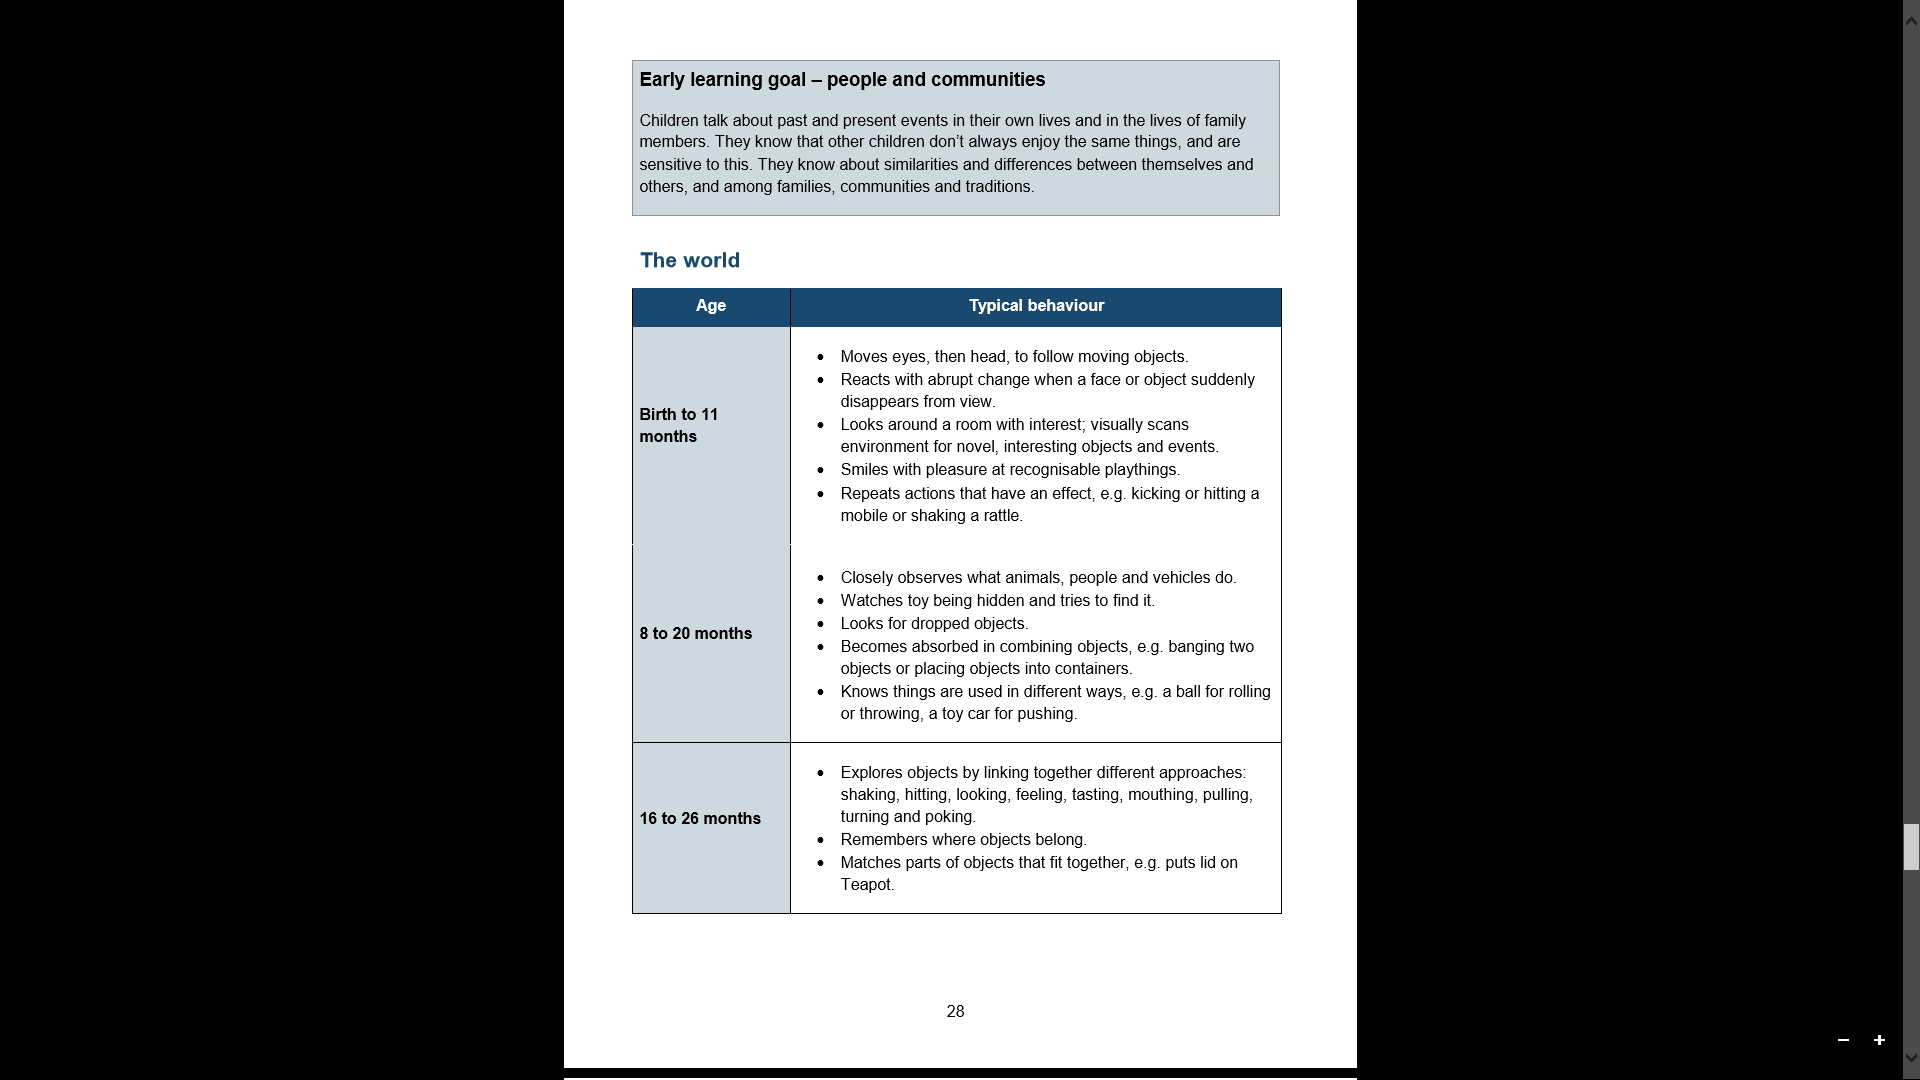 Early learning goal – people and communities
Children talk about past and present events in their own lives and in the lives of family
members. They know that other children don’t always enjoy the same things, and are
sensitive to this. They know about similarities and differences between themselves and
others, and among families, communities and traditions.
The world
Age
Typical behaviour
Birth to 11
months
• Moves eyes, then head, to follow moving objects.
• Reacts with abrupt change when a face or object suddenly
disappears from view.
• Looks around a room with interest; visually scans
environment for novel, interesting objects and events.
• Smiles with pleasure at recognisable playthings.
• Repeats actions that have an effect, e.g. kicking or hitting a
mobile or shaking a rattle.
8 to 20 months
• Closely observes what animals, people and vehicles do.
• Watches toy being hidden and tries to find it.
• Looks for dropped objects.
• Becomes absorbed in combining objects, e.g. banging two
objects or placing objects into containers.
• Knows things are used in different ways, e.g. a ball for rolling
or throwing, a toy car for pushing.
16 to 26 months
• Explores objects by linking together different approaches:
shaking, hitting, looking, feeling, tasting, mouthing, pulling,
turning and poking.
• Remembers where objects belong.
• Matches parts of objects that fit together, e.g. puts lid on
Teapot.
28